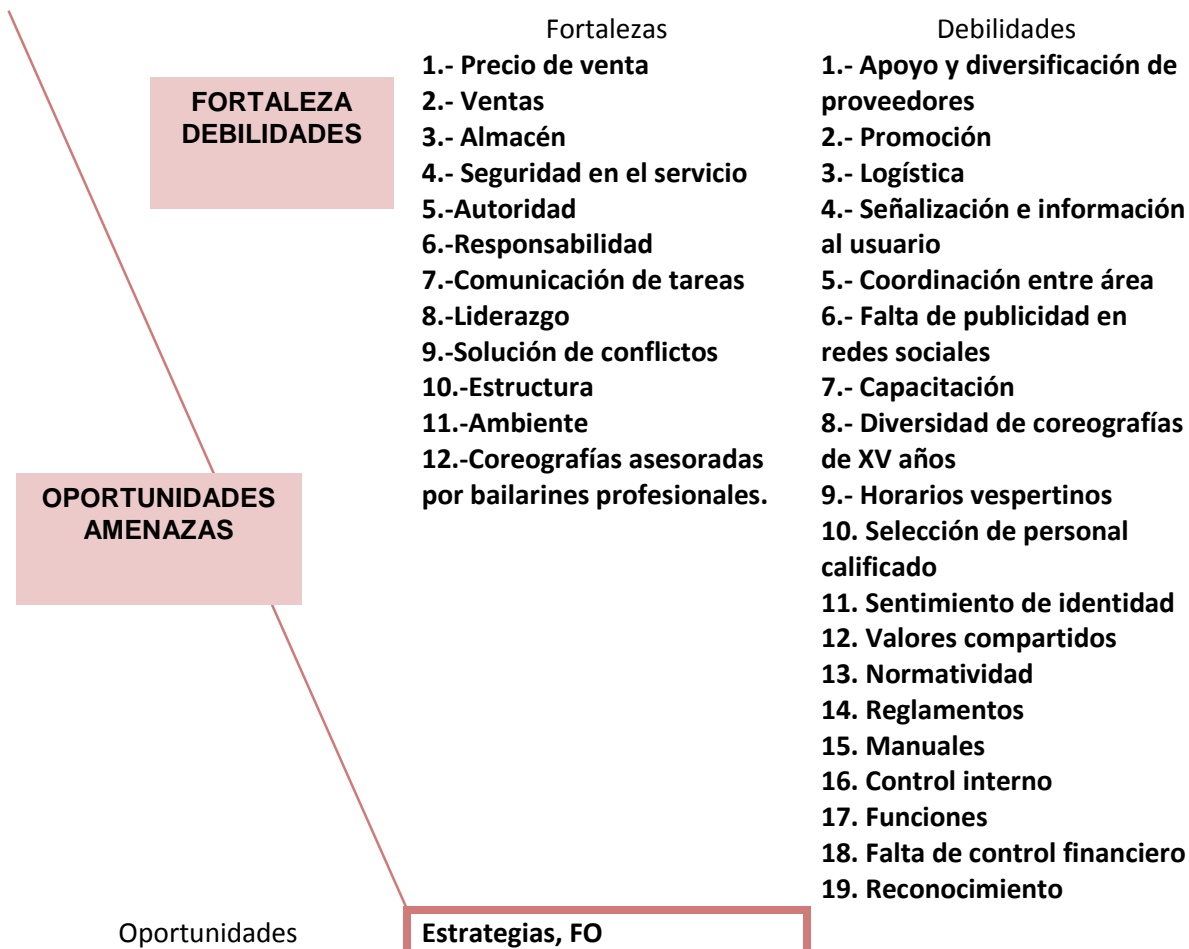 FORTALEZA
DEBILIDADES
OPORTUNIDADES
AMENAZAS
Fortalezas
1.- Precio de venta
2.- Ventas
3.- Almacén
4.- Seguridad en el servicio
5.-Autoridad
6.-Responsabilidad
7.-Comunicación de tareas
8.-Liderazgo
9.-Solución de conflictos
10.-Estructura
11.-Ambiente
12.-Coreografías asesoradas
por bailarines profesionales.
Debilidades
1.- Apoyo y diversificación de
proveedores
2.- Promoción
3.- Logística
4.- Señalización e información
al usuario
5.- Coordinación entre área
6.- Falta de publicidad en
redes sociales
7.- Capacitación
8.- Diversidad de coreografías
de XV años
9.- Horarios vespertinos
10. Selección de personal
calificado
11. Sentimiento de identidad
12. Valores compartidos
13. Normatividad
14. Reglamentos
15. Manuales
16. Control interno
17. Funciones
18. Falta de control financiero
19. Reconocimiento
Oportunidades
Estrategias, FO